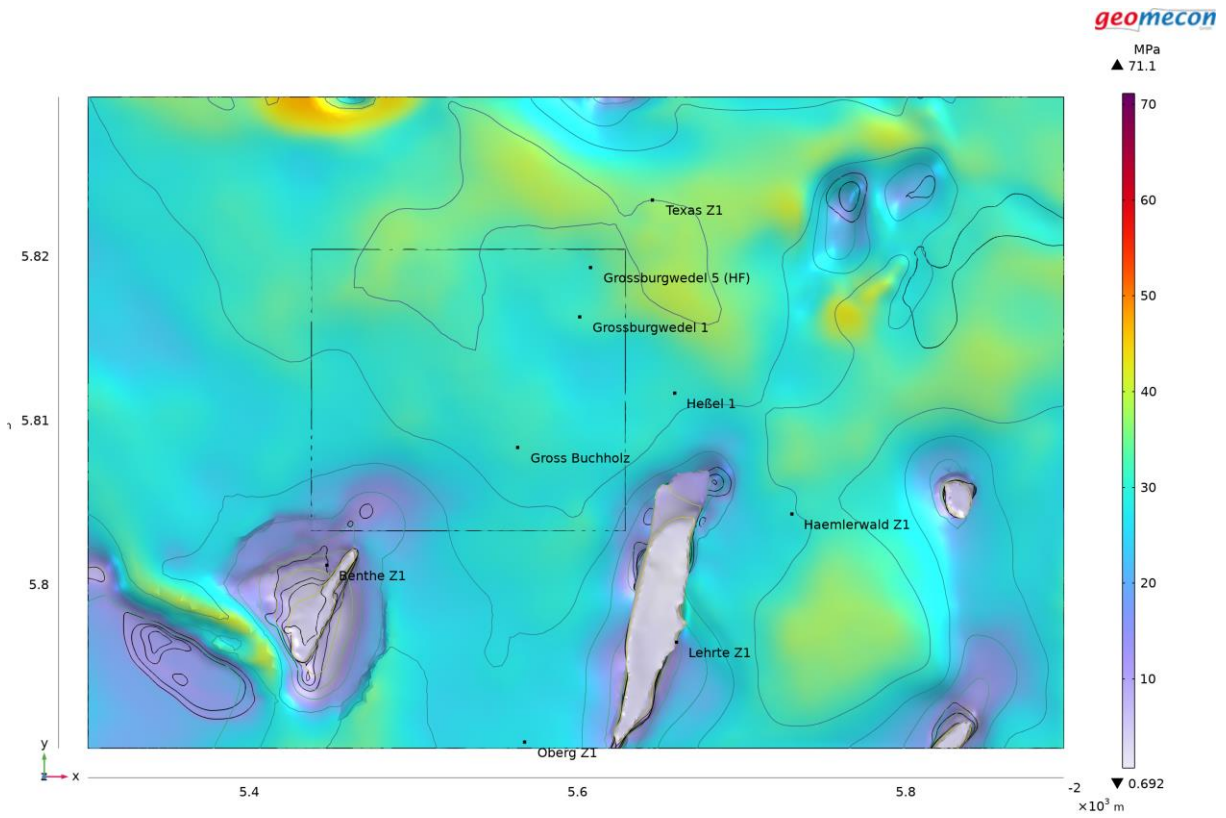 geomecon
MPa
▲ 71.1
70
60
50
40
30
20
10
▼ 0.692
Texas Z1
Grossburgwedel 5 (HF)
Grossburgwedel 1
Heßel 1
Gross Buchholz
Haemlerwald Z1
Benthe Z1
Lehrte Z1
Oberg Z1
5.82
5.81
5.8
y
z
x
5.4
5.6
5.8
-2
×10³ m